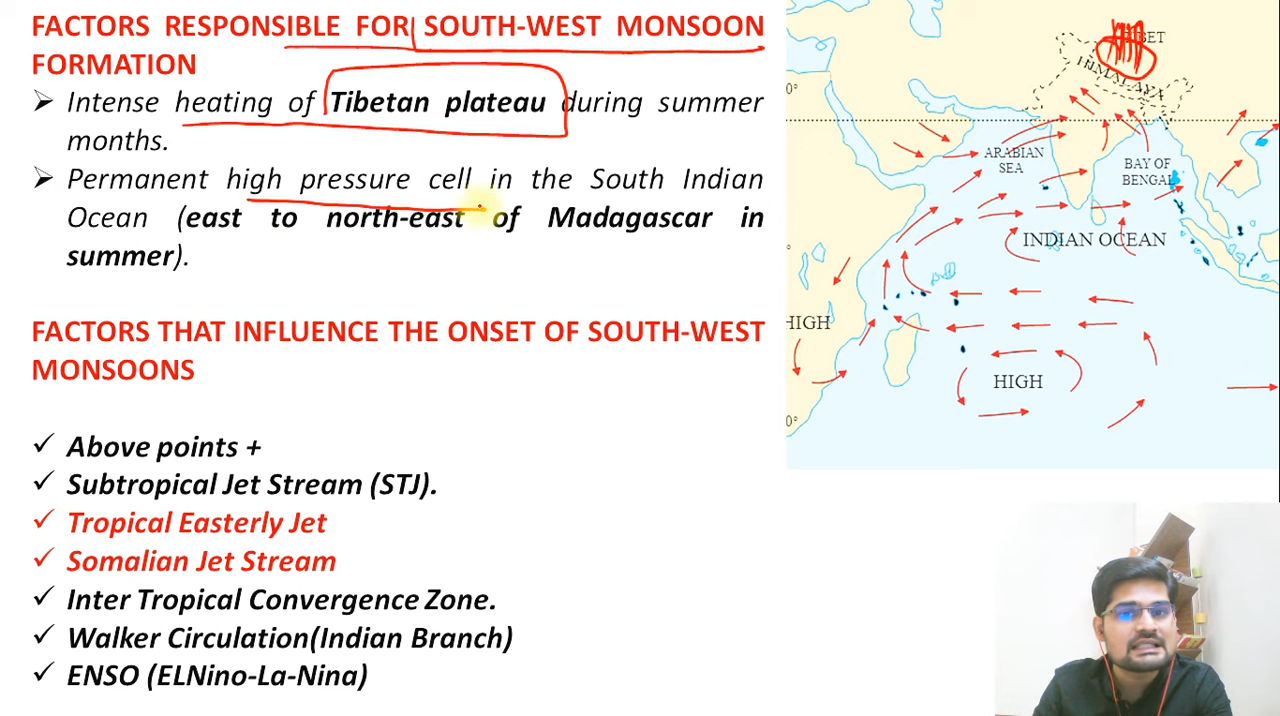 FACTORS RESPONSIBLE FOR SOUTH-WEST MONSOON
FORMATION
Intense heating of Tibetan plateau during summer
months.
Permanent high pressure cell in the South Indian
Ocean (east to north-east of Madagascar in
summer).
FACTORS THAT INFLUENCE THE ONSET OF SOUTH-WEST
MONSOONS
Above points +
Subtropical Jet Stream (STJ).
Tropical Easterly Jet
Somalian Jet Stream
Inter Tropical Convergence Zone.
Walker Circulation(Indian Branch)
ENSO (ELNino-La-Nina)
HIMALAYA
0°
ARABIAN
SEA
BAY OF
BENGAL
INDIAN OCEAN
HIGH
HIGH
0°